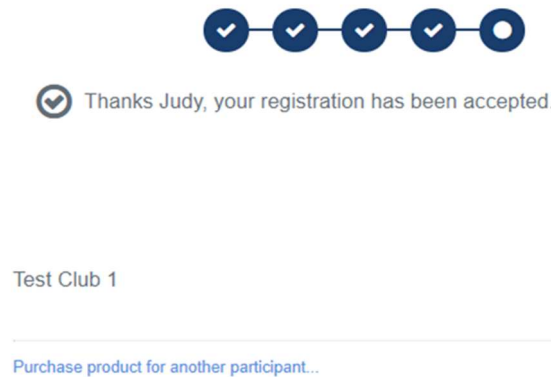 Thanks Judy, your registration has been accepted.
Test Club 1
Purchase product for another participant...